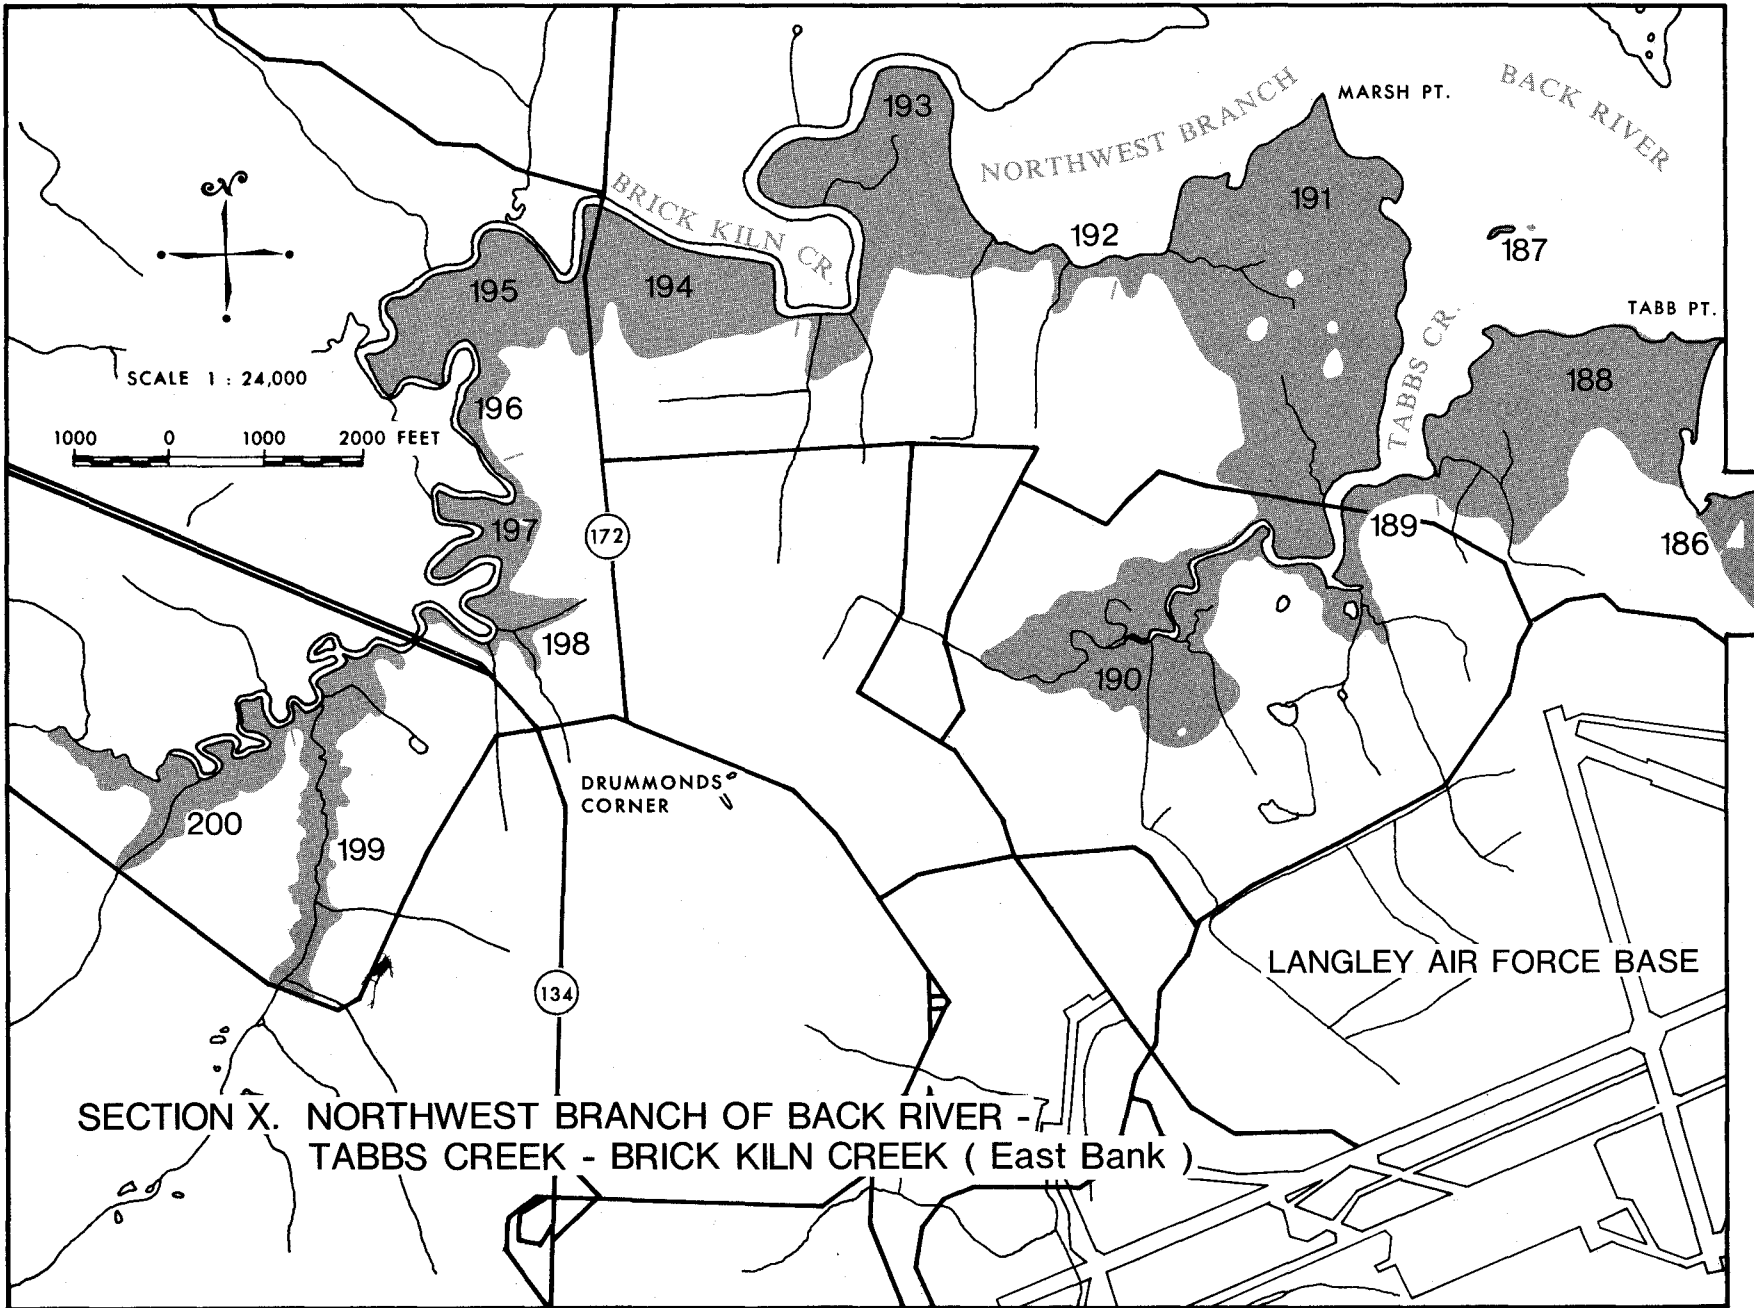 193
MARSH PT.
BACK RIVER
NORTHWEST BRANCH
BRICK KILN CR.
191
192
187
N
195
194
TABB PT.
TABBS CR.
188
SCALE 1 : 24,000
196
1000 0 1000 2000 FEET
197
172
189
186
198
190
DRUMMONDS
CORNER
200
199
LANGLEY AIR FORCE BASE
134
SECTION X. NORTHWEST BRANCH OF BACK RIVER -
TABBS CREEK - BRICK KILN CREEK ( East Bank )